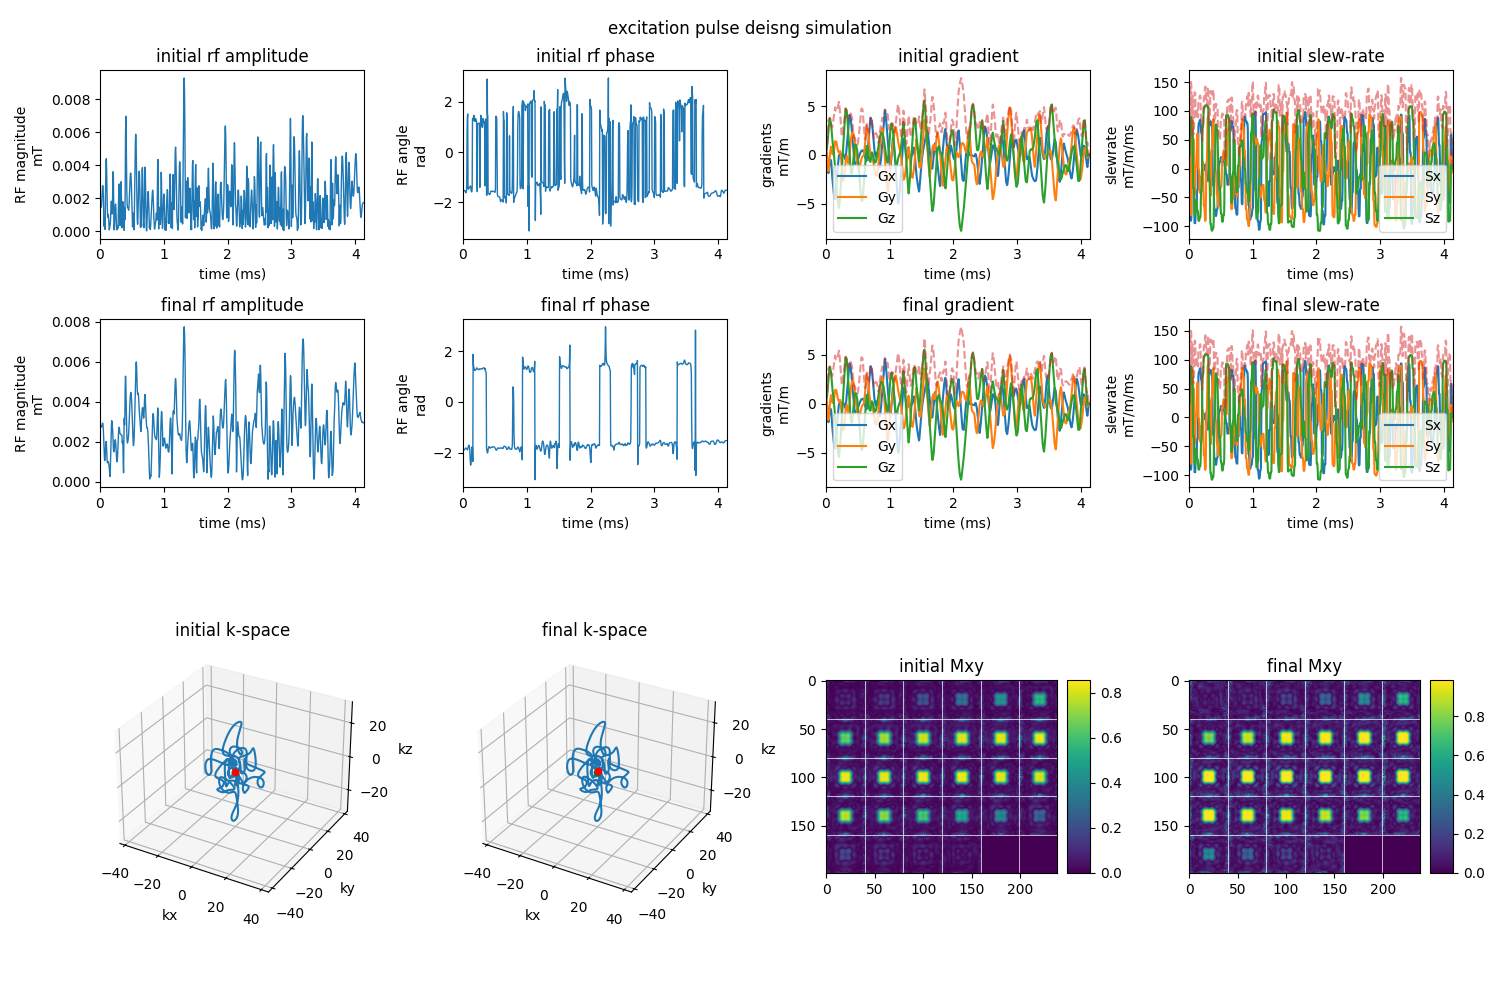 excitation pulse deisng simulation
initial rf amplitude
RF magnitude
mT
0.008
0.006
0.004
0.002
0.000
0 1 2 3 4
time (ms)
initial rf phase
RF angle
rad
2
0
−2
0 1 2 3 4
time (ms)
initial gradient
gradients
mT/m
5
0
−5
Gx
Gy
Gz
0 1 2 3 4
time (ms)
initial slew-rate
slewrate
mT/m/ms
150
100
50
0
−50
−100
Sx
Sy
Sz
0 1 2 3 4
time (ms)
final rf amplitude
RF magnitude
mT
0.008
0.006
0.004
0.002
0.000
0 1 2 3 4
time (ms)
final rf phase
RF angle
rad
2
0
−2
0 1 2 3 4
time (ms)
final gradient
gradients
mT/m
5
0
−5
Gx
Gy
Gz
0 1 2 3 4
time (ms)
final slew-rate
slewrate
mT/m/ms
150
100
50
0
−50
−100
Sx
Sy
Sz
0 1 2 3 4
time (ms)
initial k-space
20
0
−20
kz
40
20
0
−20
−40
ky
−40
−20
0
20
40
kx
final k-space
20
0
−20
kz
40
20
0
−20
−40
ky
−40
−20
0
20
40
kx
initial Mxy
0
50
100
150
0 50 100 150 200
0.8
0.6
0.4
0.2
0.0
final Mxy
0
50
100
150
0 50 100 150 200
0.8
0.6
0.4
0.2
0.0